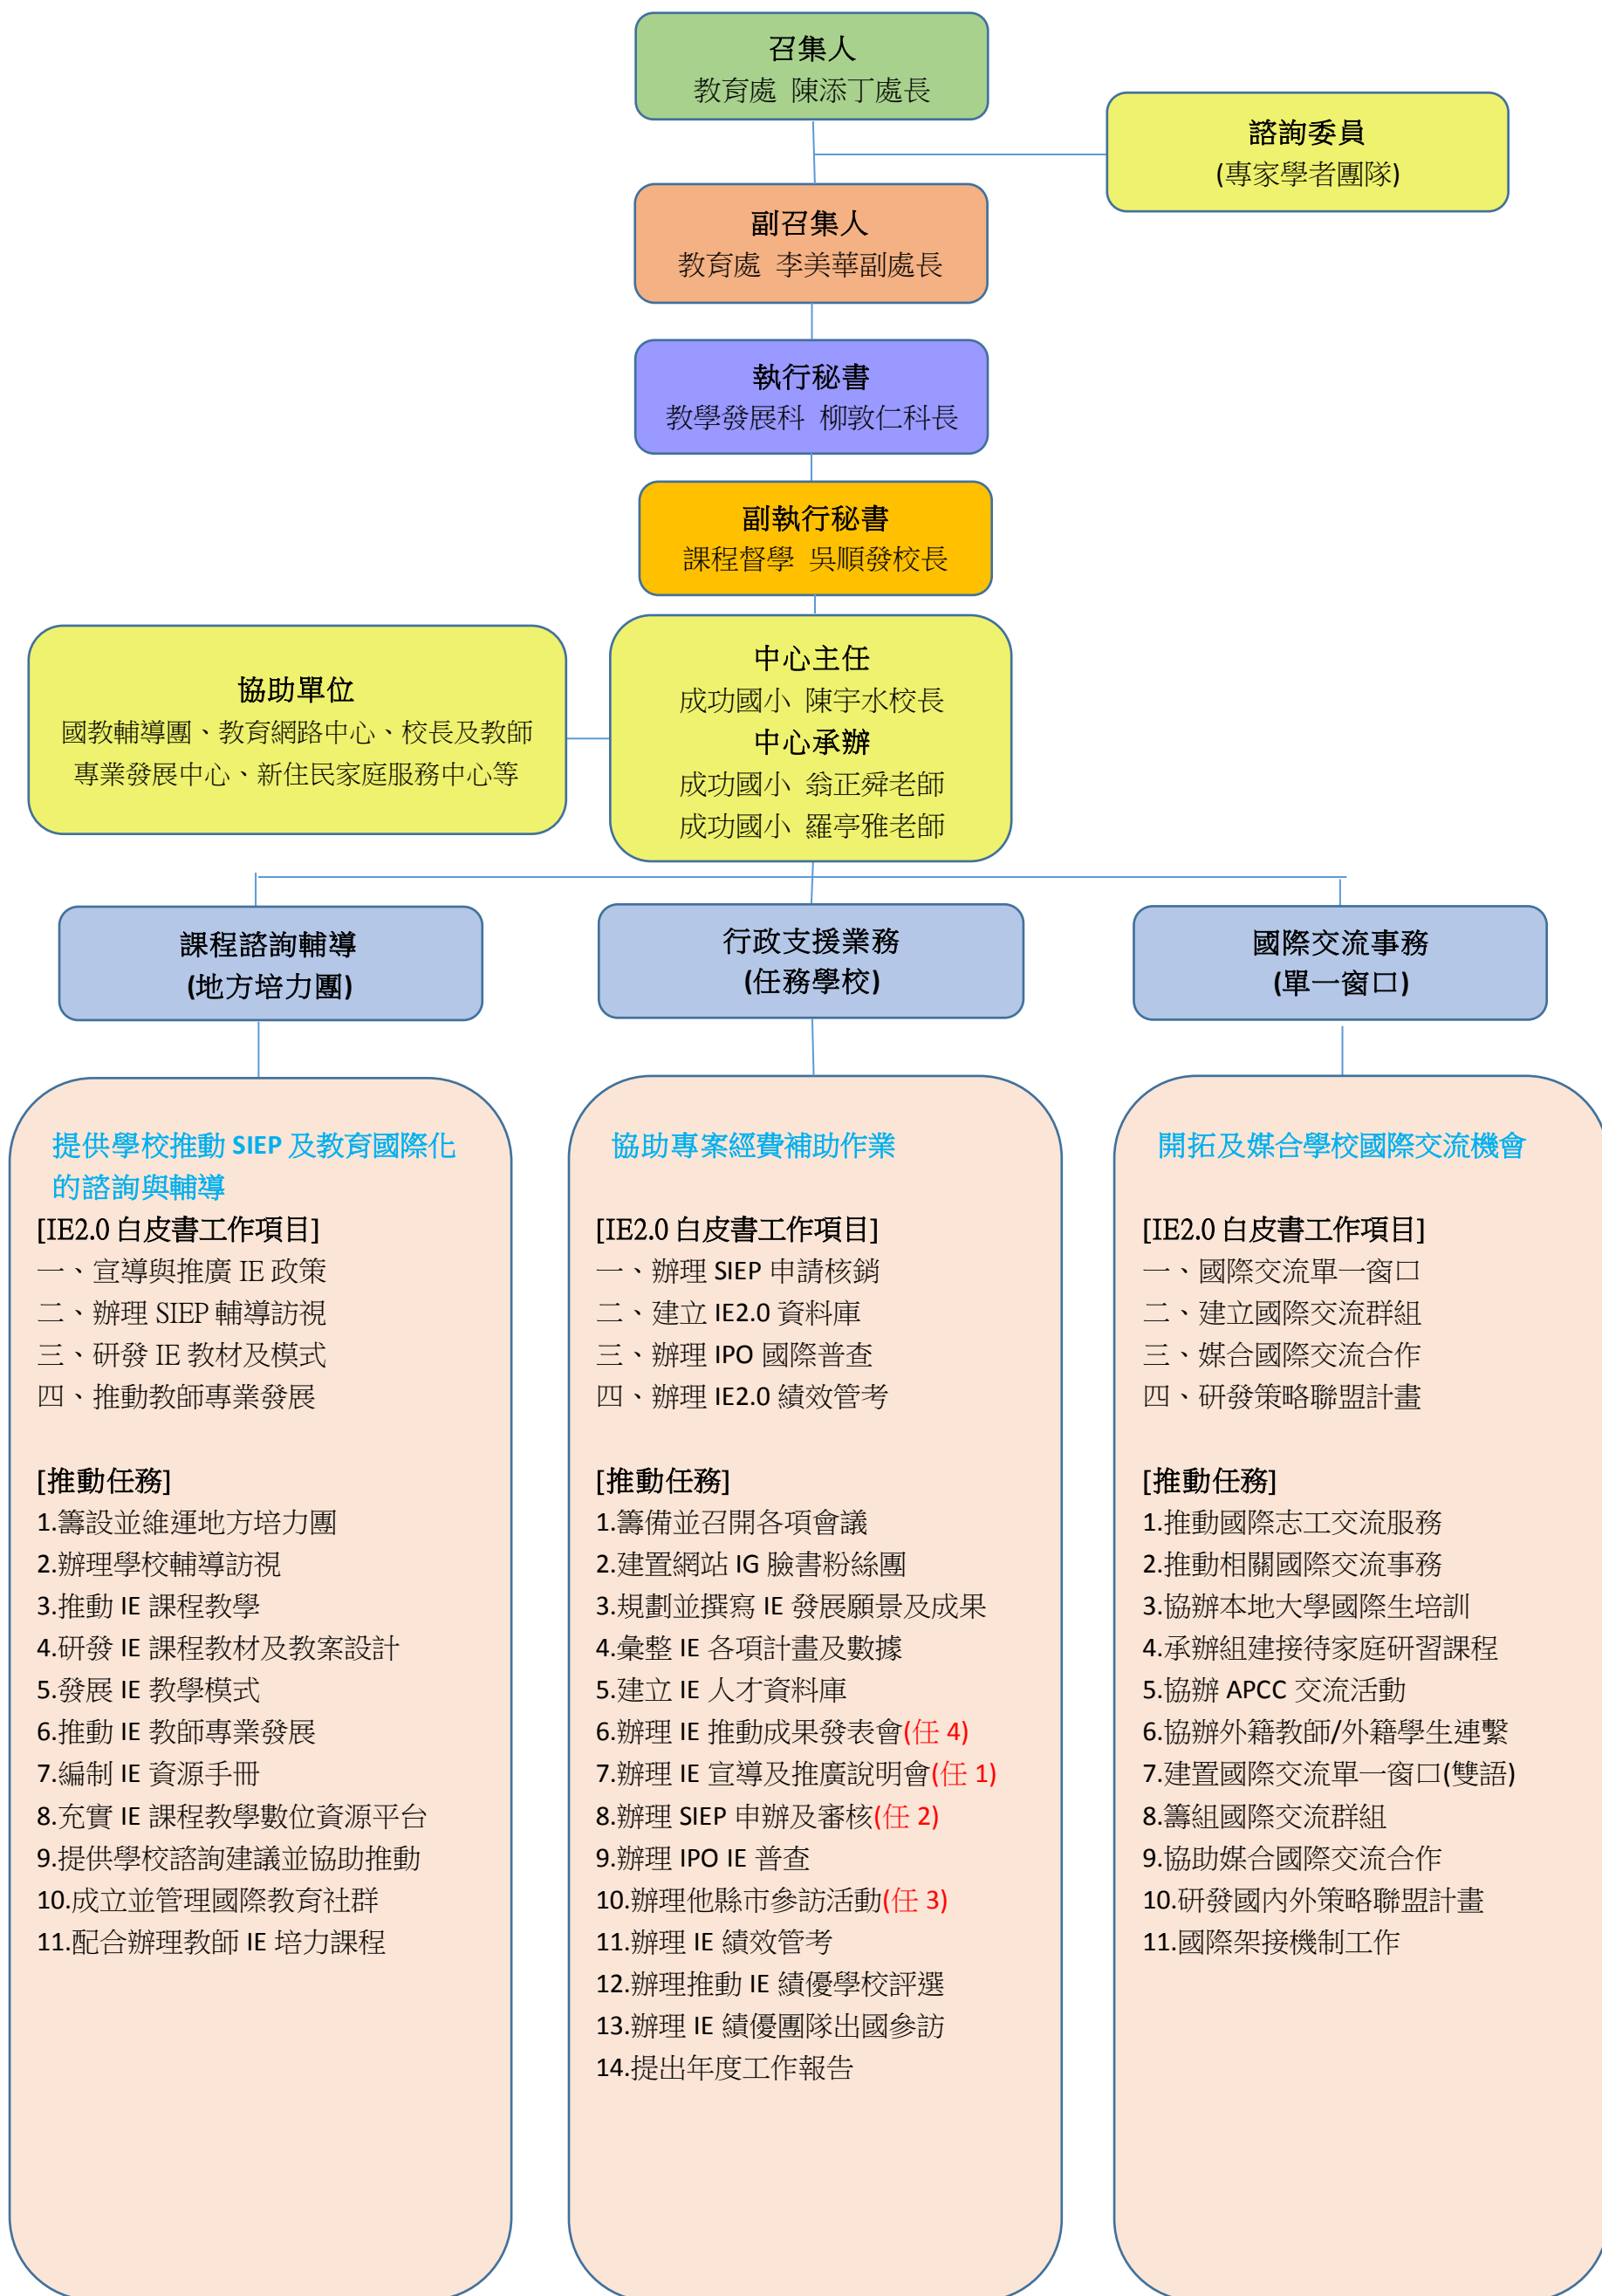 召集人
教育處 陳添丁處長
諮詢委員
(專家學者團隊)
副召集人
教育處 李美華副處長
執行秘書
教學發展科 柳敦仁科長
副執行秘書
課程督學 吳順發校長
協助單位
國教輔導團、教育網路中心、校長及教師
專業發展中心、新住民家庭服務中心等
中心主任
成功國小 陳宇水校長
中心承辦
成功國小 翁正舜老師
成功國小 羅亭雅老師
課程諮詢輔導
(地方培力團)
行政支援業務
(任務學校)
國際交流事務
(單一窗口)
提供學校推動 SIEP 及教育國際化
的諮詢與輔導
[IE2.0 白皮書工作項目]
一、宣導與推廣 IE 政策
二、辦理 SIEP 輔導訪視
三、研發 IE 教材及模式
四、推動教師專業發展
[推動任務]
1.籌設並維運地方培力團
2.辦理學校輔導訪視
3.推動 IE 課程教學
4.研發 IE 課程教材及教案設計
5.發展 IE 教學模式
6.推動 IE 教師專業發展
7.編制 IE 資源手冊
8.充實 IE 課程教學數位資源平台
9.提供學校諮詢建議並協助推動
10.成立並管理國際教育社群
11.配合辦理教師 IE 培力課程
協助專案經費補助作業
[IE2.0 白皮書工作項目]
一、辦理 SIEP 申請核銷
二、建立 IE2.0 資料庫
三、辦理 IPO 國際普查
四、辦理 IE2.0 績效管考
[推動任務]
1.籌備並召開各項會議
2.建置網站 IG 臉書粉絲團
3.規劃並撰寫 IE 發展願景及成果
4.彙整 IE 各項計畫及數據
5.建立 IE 人才資料庫
6.辦理 IE 推動成果發表會(任 4)
7.辦理 IE 宣導及推廣說明會(任 1)
8.辦理 SIEP 申辦及審核(任 2)
9.辦理 IPO IE 普查
10.辦理他縣市參訪活動(任 3)
11.辦理 IE 績效管考
12.辦理推動 IE 績優學校評選
13.辦理 IE 績優團隊出國參訪
14.提出年度工作報告
開拓及媒合學校國際交流機會
[IE2.0 白皮書工作項目]
一、國際交流單一窗口
二、建立國際交流群組
三、媒合國際交流合作
四、研發策略聯盟計畫
[推動任務]
1.推動國際志工交流服務
2.推動相關國際交流事務
3.協辦本地大學國際生培訓
4.承辦組建接待家庭研習課程
5.協辦 APCC 交流活動
6.協辦外籍教師/外籍學生連繫
7.建置國際交流單一窗口(雙語)
8.籌組國際交流群組
9.協助媒合國際交流合作
10.研發國內外策略聯盟計畫
11.國際架接機制工作